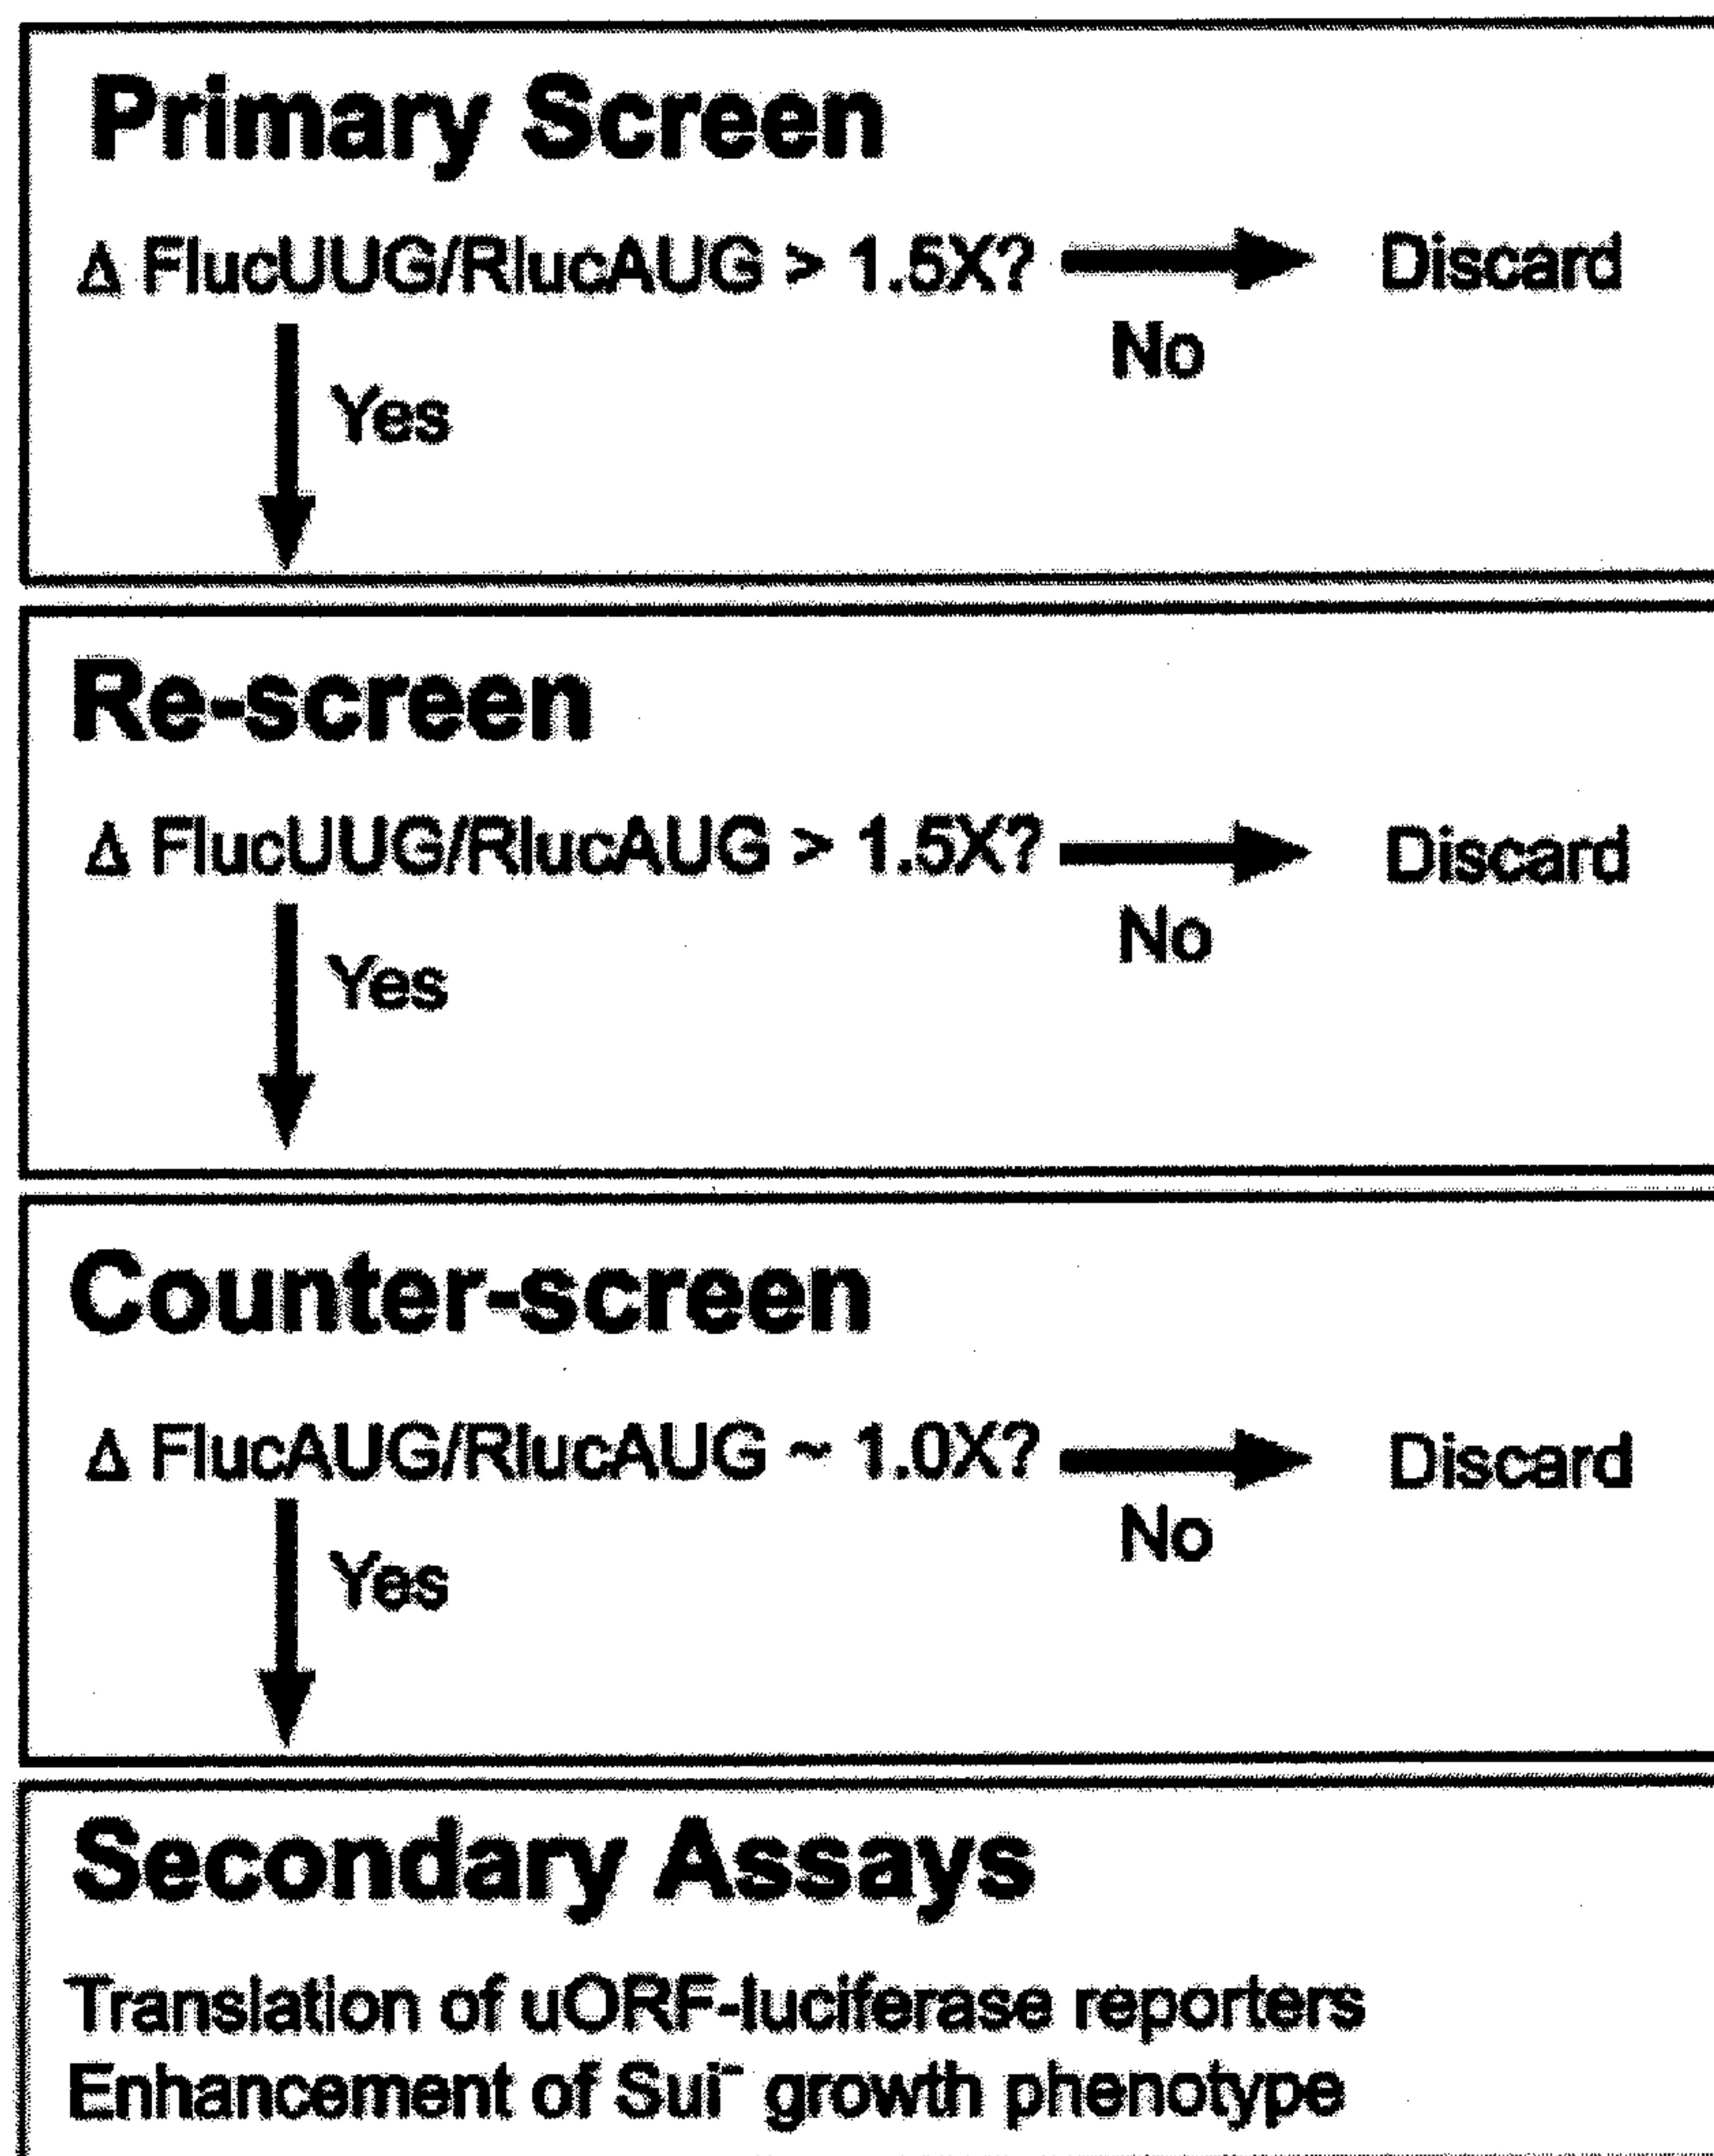 Primary Screen
Δ FlucUUG/RlucAUG > 1.5X? Discard
No
Yes
Re-screen
Δ FlucUUG/RlucAUG > 1.5X? Discard
No
Yes
Counter-screen
Δ FlucAUG/RlucAUG ~ 1.0X? Discard
No
Yes
Secondary Assays
Translation of uORF-luciferase reporters
Enhancement of Sui⁻ growth phenotype